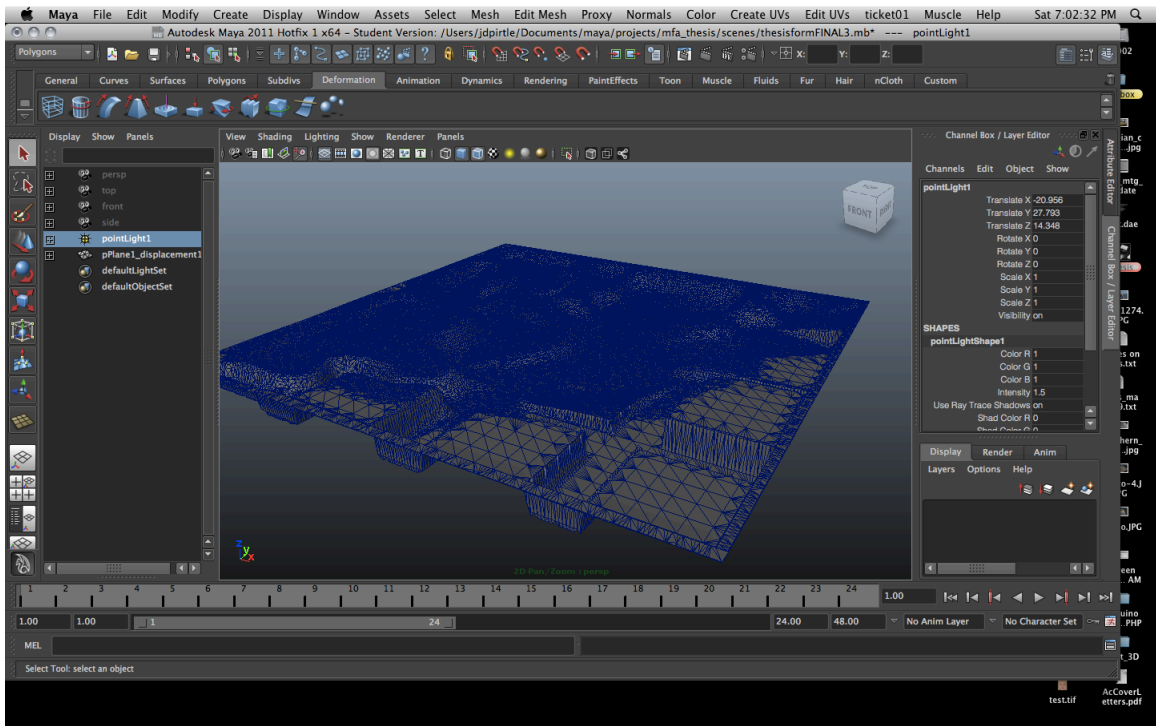 Maya File Edit Modify Create Display Window Assets Select Mesh Edit Mesh Proxy Normals Color Create UVs Edit UVs ticket01 Muscle Help Sat 7:02:32 PM
Autodesk Maya 2011 Hotfix 1 x64 – Student Version: /Users/jdpirtle/Documents/maya/projects/mfa_thesis/scenes/thesisformFINAL3.mb* --- pointLight1
Polygons X: Y: Z:
General Curves Surfaces Polygons Subdivs Deformation Animation Dynamics Rendering PaintEffects Toon Muscle Fluids Fur Hair nCloth Custom
Display Show Panels
persp
top
front
side
pointLight1
pPlane1_displacement1
defaultLightSet
defaultObjectSet
View Shading Lighting Show Renderer Panels
TOP
FRONT
2D Pan/Zoom : persp
Channel Box / Layer Editor
Channels Edit Object Show
pointLight1
Translate X -20.956
Translate Y 27.793
Translate Z 14.348
Rotate X 0
Rotate Y 0
Rotate Z 0
Scale X 1
Scale Y 1
Scale Z 1
Visibility on
SHAPES
pointLightShape1
Color R 1
Color G 1
Color B 1
Intensity 1.5
Use Ray Trace Shadows on
Shad Color R 0
Shad Color G 0
Display Render Anim
Layers Options Help
Attribute Editor
Channel Box / Layer Editor
1 2 3 4 5 6 7 8 9 10 11 12 13 14 15 16 17 18 19 20 21 22 23 24 1.00
1.00 1.00 1 24 24.00 48.00 No Anim Layer No Character Set
MEL
Select Tool: select an object
test.tif
AcCoverL
etters.pdf